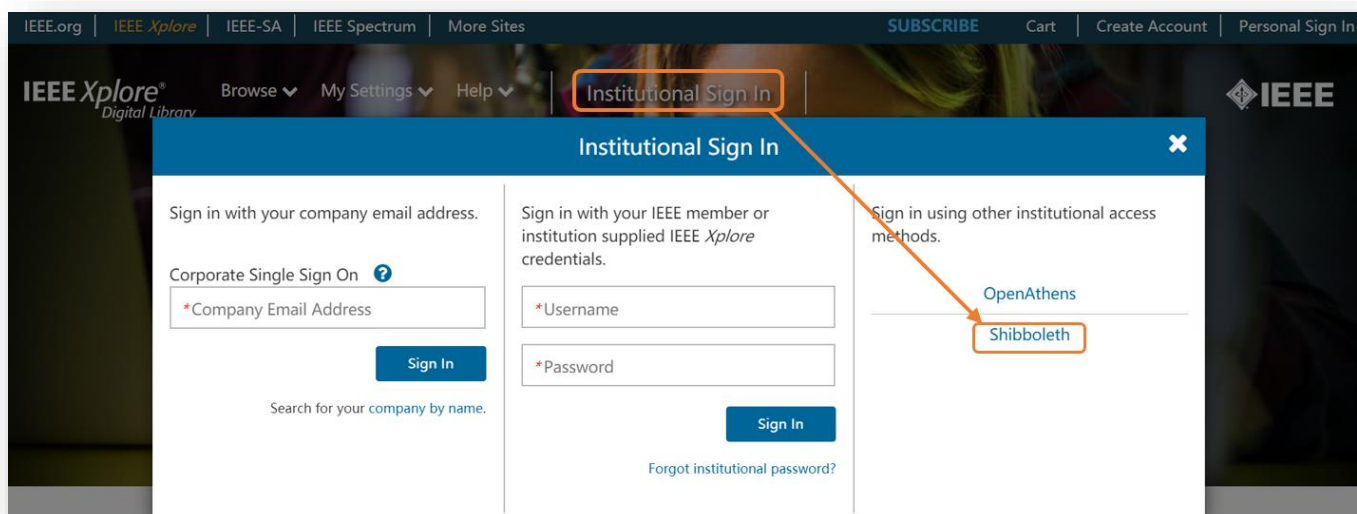 IEEE.org | IEEE Xplore | IEEE-SA | IEEE Spectrum | More Sites SUBSCRIBE Cart | Create Account | Personal Sign In
IEEE Xplore® Browse My Settings Help Institutional Sign In IEEE
Digital Library
Institutional Sign In
Sign in with your company email address.
Corporate Single Sign On ?
*Company Email Address
Sign In
Search for your company by name.
Sign in with your IEEE member or
institution supplied IEEE Xplore
credentials.
*Username
*Password
Sign In
Forgot institutional password?
Sign in using other institutional access
methods.
OpenAthens
Shibboleth